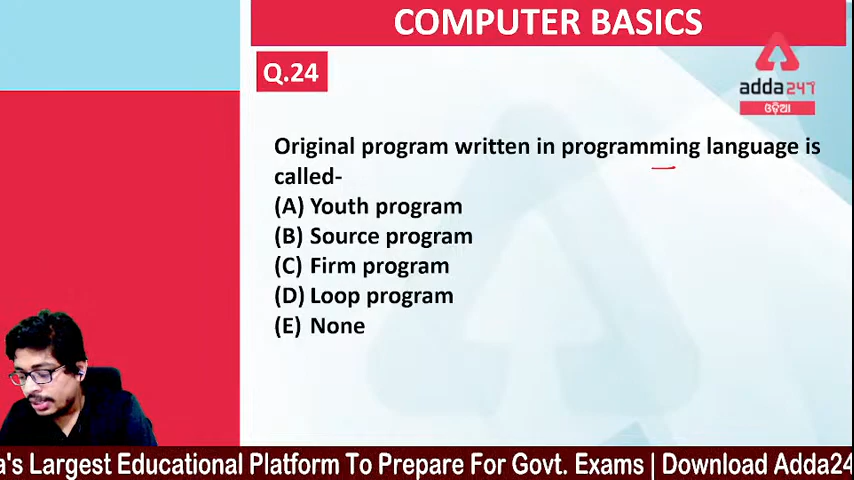 COMPUTER BASICS
Q.24
adda247
ଓଡ଼ିଆ
Original program written in programming language is
called-
(A) Youth program
(B) Source program
(C) Firm program
(D) Loop program
(E) None
a's Largest Educational Platform To Prepare For Govt. Exams | Download Adda24